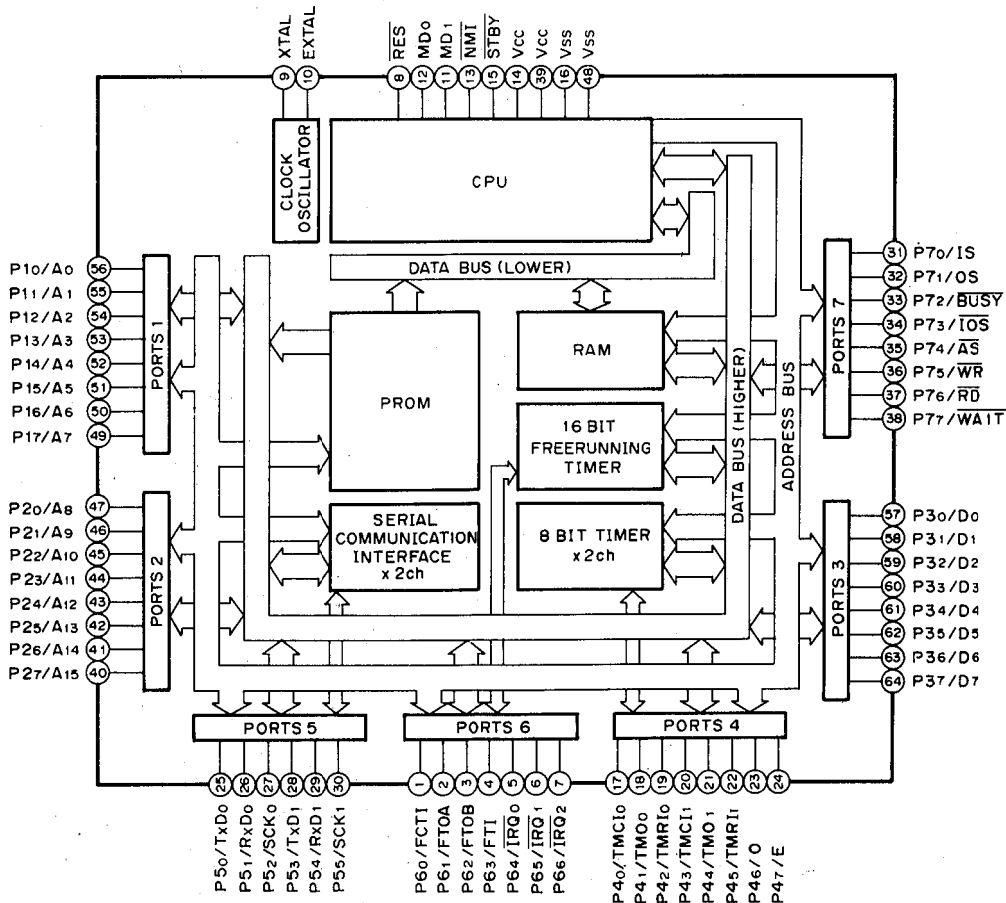 XTAL
EXTAL
RES
MD0
MD1
NMI
STBY
Vcc
Vcc
Vss
Vss
9
10
8
12
11
13
15
14
39
16
48
CLOCK
OSCILLATOR
CPU
DATA BUS (LOWER)
PROM
RAM
16 BIT
FREERUNNING
TIMER
SERIAL
COMMUNICATION
INTERFACE
x 2ch
8 BIT TIMER
x 2ch
DATA BUS (HIGHER)
ADDRESS BUS
P10/A0 56
P11/A1 55
P12/A2 54
P13/A3 53
P14/A4 52
P15/A5 51
P16/A6 50
P17/A7 49
PORTS 1
P20/A8 47
P21/A9 46
P22/A10 45
P23/A11 44
P24/A12 43
P25/A13 42
P26/A14 41
P27/A15 40
PORTS 2
PORTS 7
31 P70/IS
32 P71/OS
33 P72/BUSY
34 P73/IOS
35 P74/AS
36 P75/WR
37 P76/RD
38 P77/WAIT
PORTS 3
57 P30/D0
58 P31/D1
59 P32/D2
60 P33/D3
61 P34/D4
62 P35/D5
63 P36/D6
64 P37/D7
PORTS 5
25 P50/TxD0
26 P51/RxD0
27 P52/SCK0
28 P53/TxD1
29 P54/RxD1
30 P55/SCK1
PORTS 6
1 P60/FCTI
2 P61/FTOA
3 P62/FTOB
4 P63/FTI
5 P64/IRQ0
6 P65/IRQ1
7 P66/IRQ2
PORTS 4
17 P40/TMCI0
18 P41/TMO0
19 P42/TMRI0
20 P43/TMCI1
21 P44/TMO1
22 P45/TMRI1
23 P46/O
24 P47/E